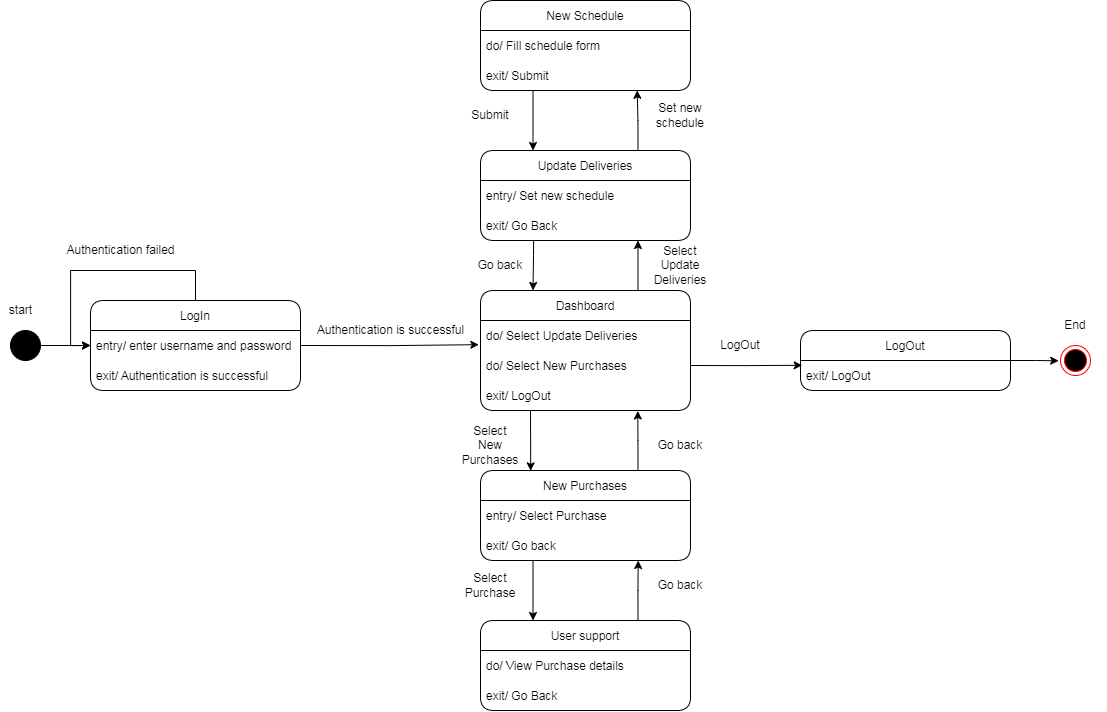 New Schedule
do/ Fill schedule form
exit/ Submit
Submit
Set new
schedule
Update Deliveries
entry/ Set new schedule
exit/ Go Back
Go back
Select
Update
Deliveries
Authentication failed
start
LogIn
entry/ enter username and password
exit/ Authentication is successful
Authentication is successful
Dashboard
do/ Select Update Deliveries
do/ Select New Purchases
exit/ LogOut
LogOut
LogOut
exit/ LogOut
End
Select
New
Purchases
Go back
New Purchases
entry/ Select Purchase
exit/ Go back
Select
Purchase
Go back
User support
do/ View Purchase details
exit/ Go Back